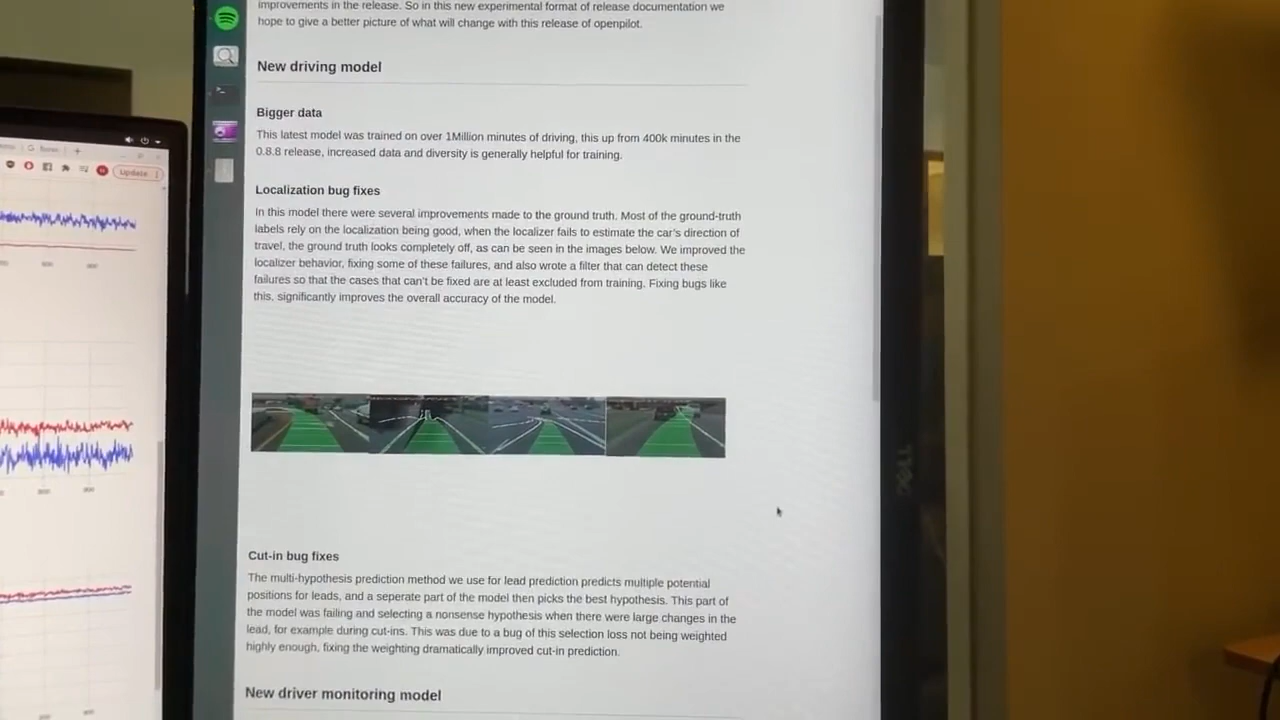 improvements in the release. So in this new experimental format of release documentation we
hope to give a better picture of what will change with this release of openpilot.
New driving model
Bigger data
This latest model was trained on over 1Million minutes of driving, this up from 400k minutes in the
0.8.8 release, increased data and diversity is generally helpful for training.
Localization bug fixes
In this model there were several improvements made to the ground truth. Most of the ground-truth
labels rely on the localization being good, when the localizer fails to estimate the car's direction of
travel, the ground truth looks completely off, as can be seen in the images below. We improved the
localizer behavior, fixing some of these failures, and also wrote a filter that can detect these
failures so that the cases that can't be fixed are at least excluded from training. Fixing bugs like
this, significantly improves the overall accuracy of the model.
Cut-in bug fixes
The multi-hypothesis prediction method we use for lead prediction predicts multiple potential
positions for leads, and a seperate part of the model then picks the best hypothesis. This part of
the model was failing and selecting a nonsense hypothesis when there were large changes in the
lead, for example during cut-ins. This was due to a bug of this selection loss not being weighted
highly enough, fixing the weighting dramatically improved cut-in prediction.
New driver monitoring model
Update
DELL